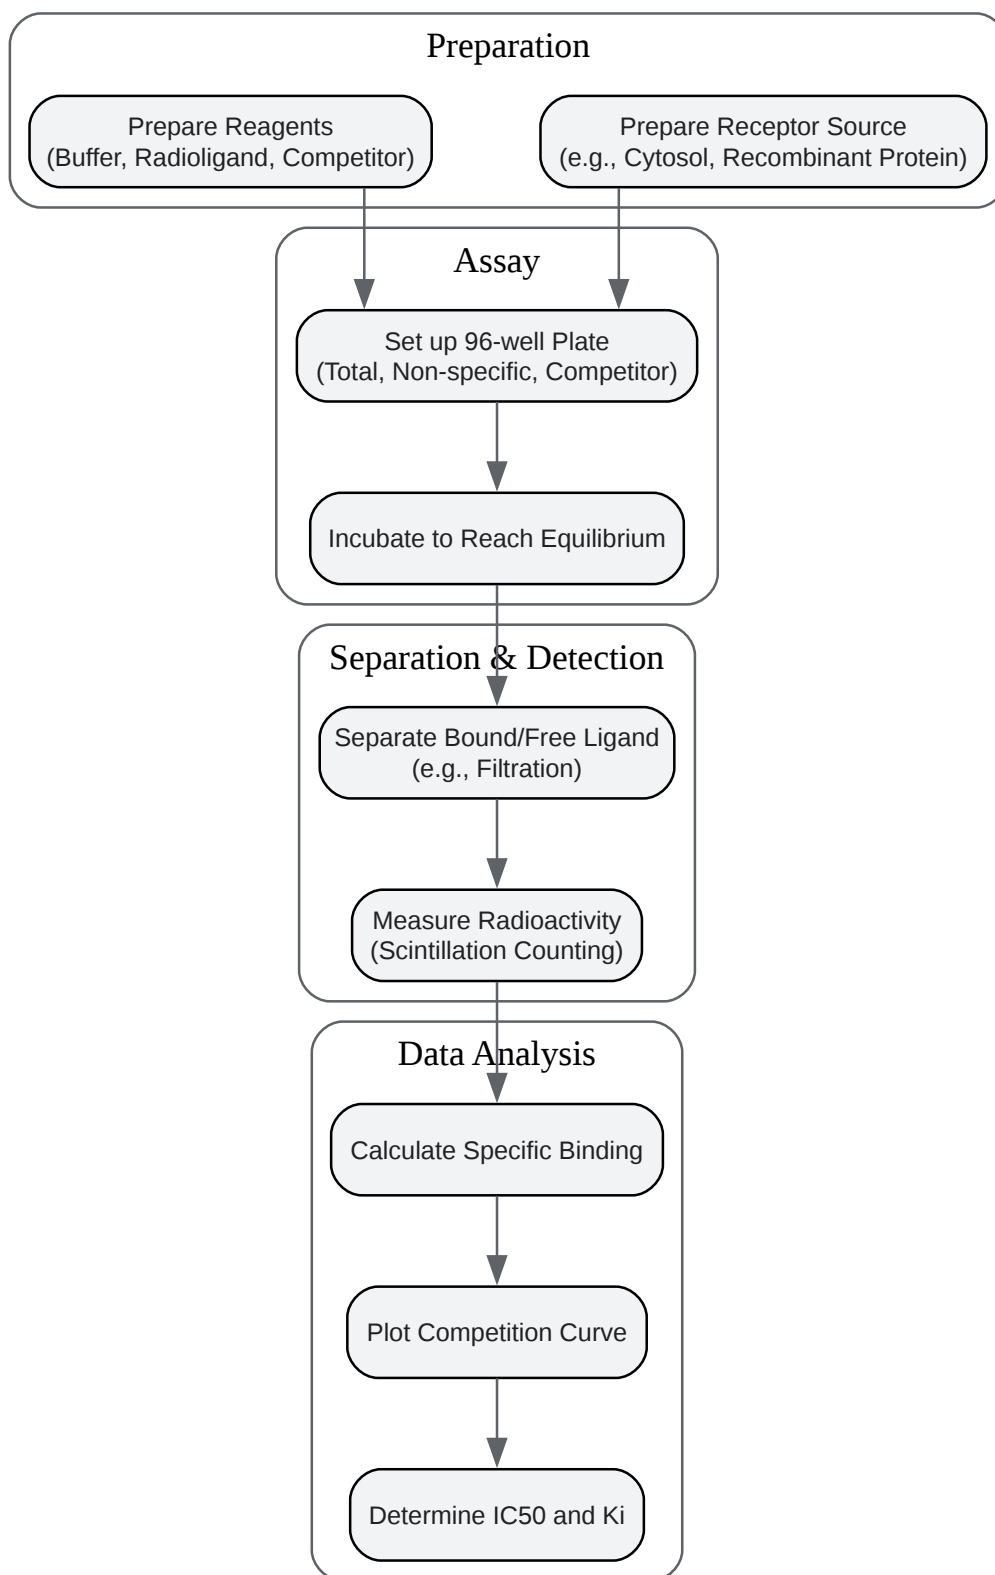 Preparation
Prepare Reagents
(Buffer, Radioligand, Competitor)
Prepare Receptor Source
(e.g., Cytosol, Recombinant Protein)
Assay
Set up 96-well Plate
(Total, Non-specific, Competitor)
Incubate to Reach Equilibrium
Separation & Detection
Separate Bound/Free Ligand
(e.g., Filtration)
Measure Radioactivity
(Scintillation Counting)
Data Analysis
Calculate Specific Binding
Plot Competition Curve
Determine IC50 and Ki